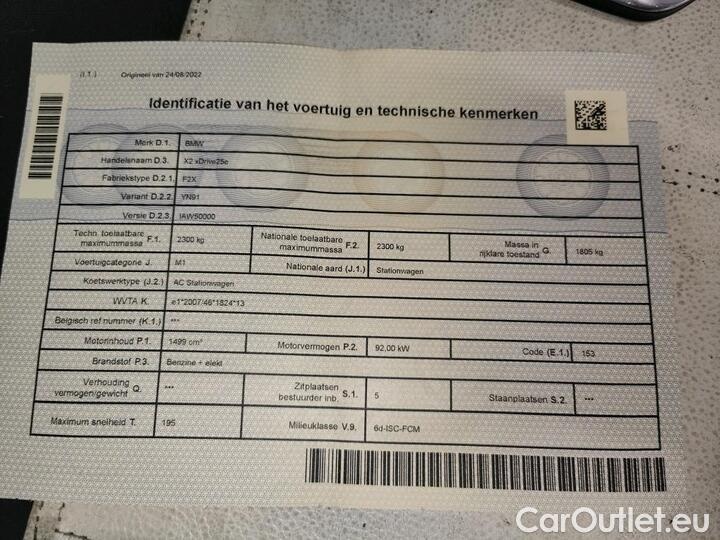 (I.T.) Origineel van 24/08/2022
Identificatie van het voertuig en technische kenmerken
Merk D.1. BMW
Handelsnaam D.3. X2 xDrive25e
Fabriekstype D.2.1. F2X
Variant D.2.2. YN91
Versie D.2.3. IAW50000
Techn. toelaatbare maximummassa F.1. 2300 kg Nationale toelaatbare maximummassa F.2. 2300 kg Massa in rijklare toestand G. 1805 kg
Voertuigcategorie J. M1 Nationale aard (J.1.) Stationwagen
Koetswerktype (J.2.) AC Stationwagen
WVTA K. e1*2007/46*1824*13
Belgisch ref nummer (K.1.) ***
Motorinhoud P.1. 1499 cm³ Motorvermogen P.2. 92,00 kW Code (E.1.) 153
Brandstof P.3. Benzine + elekt
Verhouding vermogen/gewicht Q. *** Zitplaatsen bestuurder inb. S.1. 5 Staanplaatsen S.2. ***
Maximum snelheid T. 195 Milieuklasse V.9. 6d-ISC-FCM
CarOutlet.eu